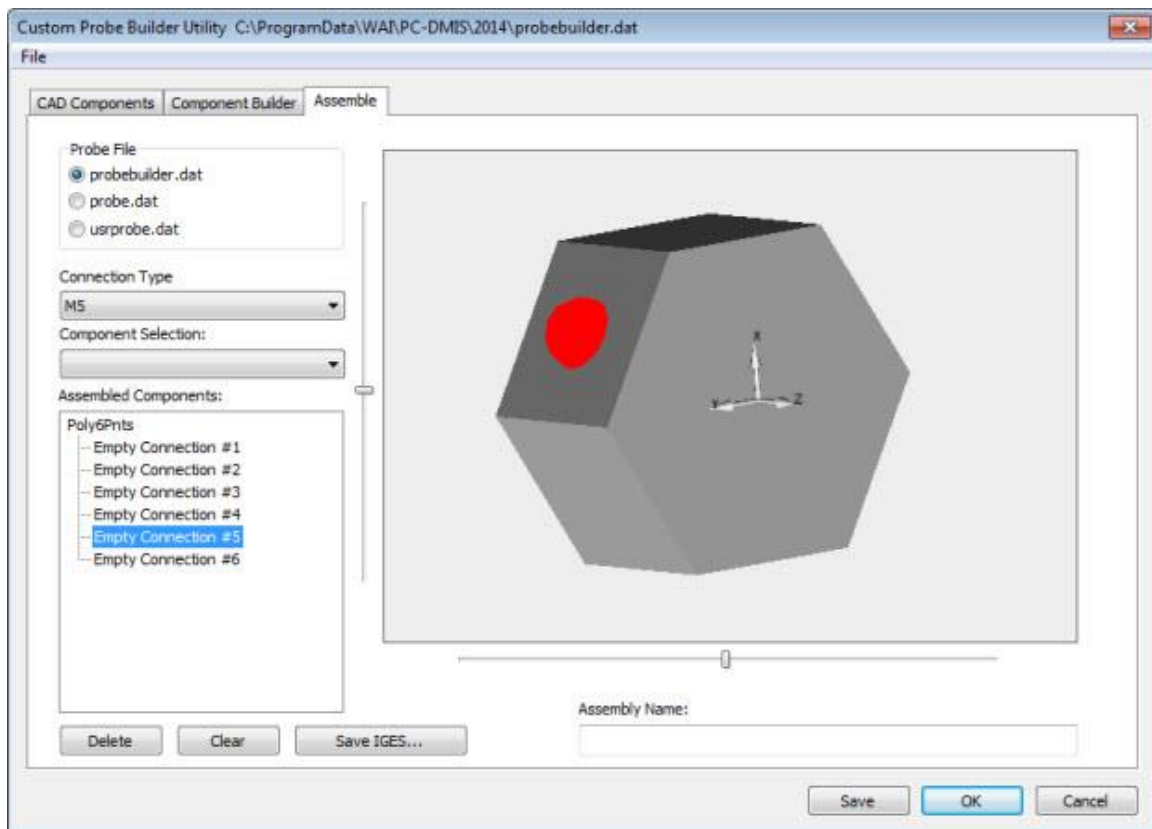 Custom Probe Builder Utility C:\ProgramData\WAI\PC-DMIS\2014\probebuilder.dat
File
CAD Components Component Builder Assemble
Probe File
probebuilder.dat
probe.dat
usrprobe.dat
Connection Type
M5
Component Selection:
Assembled Components:
Poly6Pnts
Empty Connection #1
Empty Connection #2
Empty Connection #3
Empty Connection #4
Empty Connection #5
Empty Connection #6
X
Y Z
Assembly Name:
Delete Clear Save IGES...
Save OK Cancel